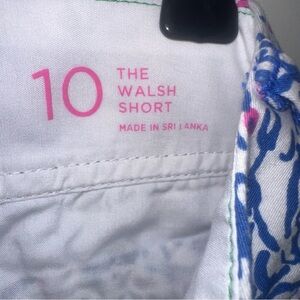 10
THE
WALSH
SHORT
MADE IN SRI LANKA